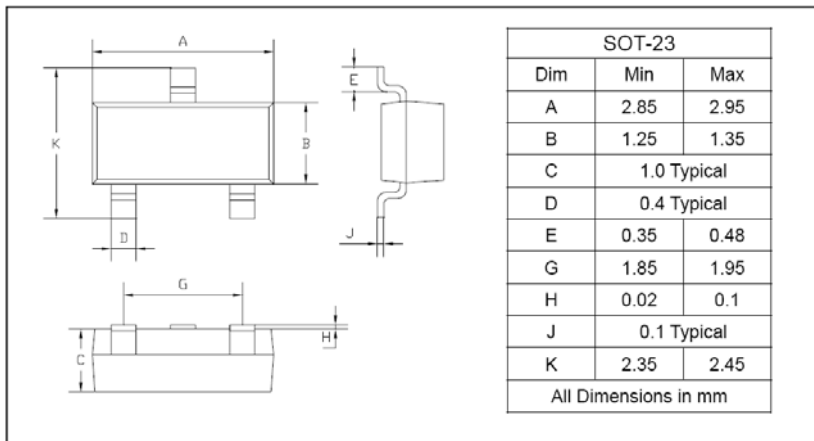 A
K
B
D
E
J
G
C
H
SOT-23
Dim Min Max
A 2.85 2.95
B 1.25 1.35
C 1.0 Typical
D 0.4 Typical
E 0.35 0.48
G 1.85 1.95
H 0.02 0.1
J 0.1 Typical
K 2.35 2.45
All Dimensions in mm